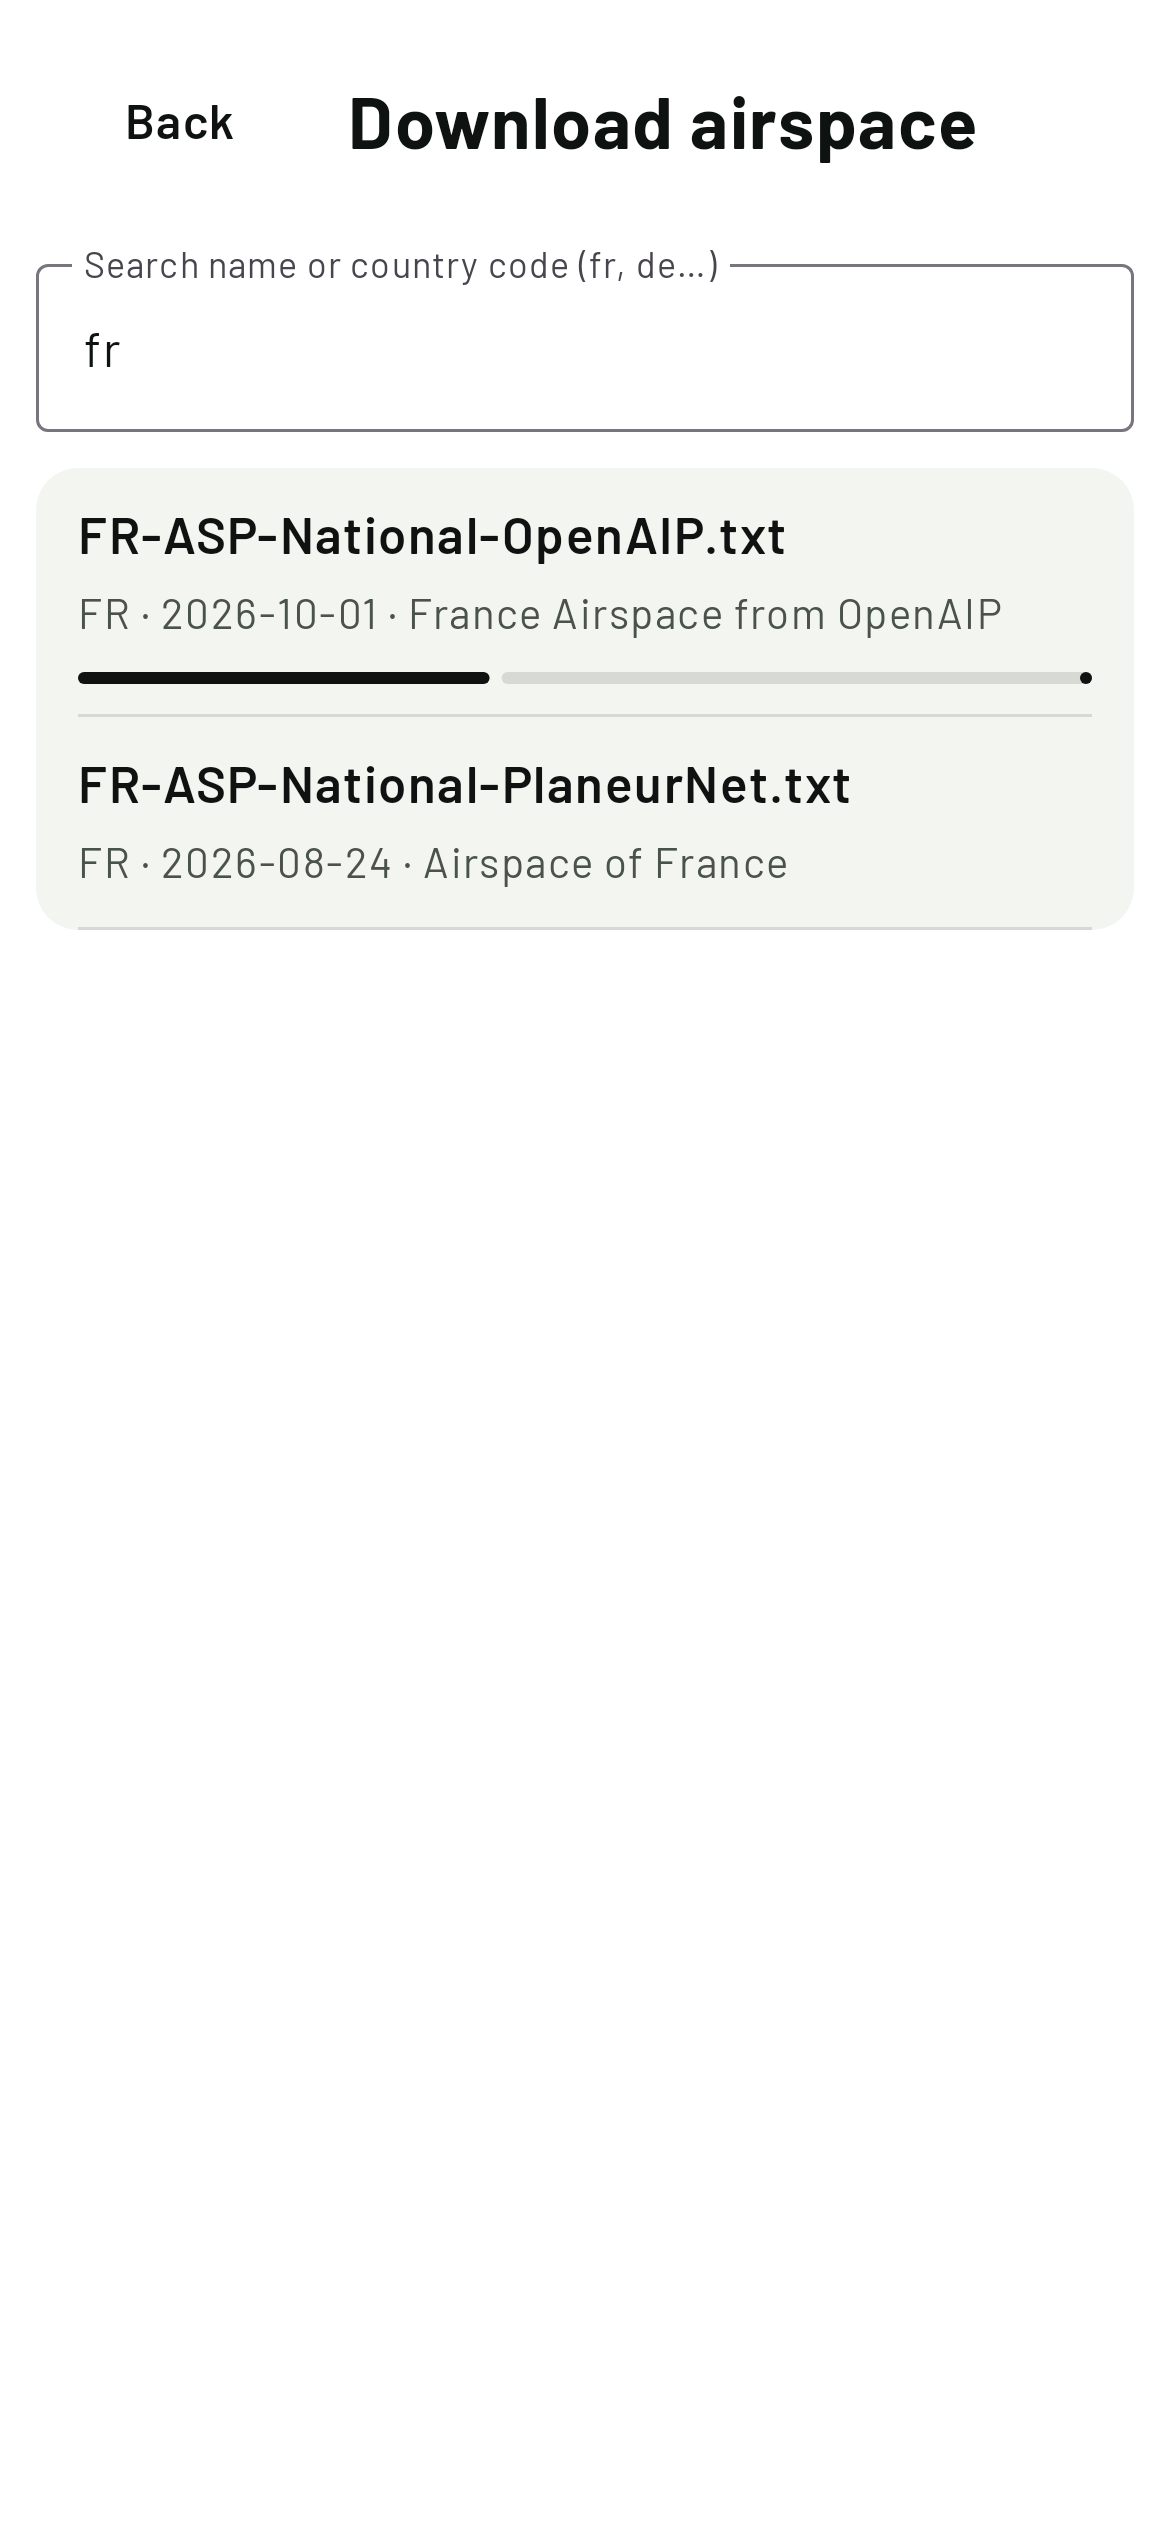 Back
Download airspace
Search name or country code (fr, de…)
fr
FR-ASP-National-OpenAIP.txt
FR · 2026-10-01 · France Airspace from OpenAIP
FR-ASP-National-PlaneurNet.txt
FR · 2026-08-24 · Airspace of France